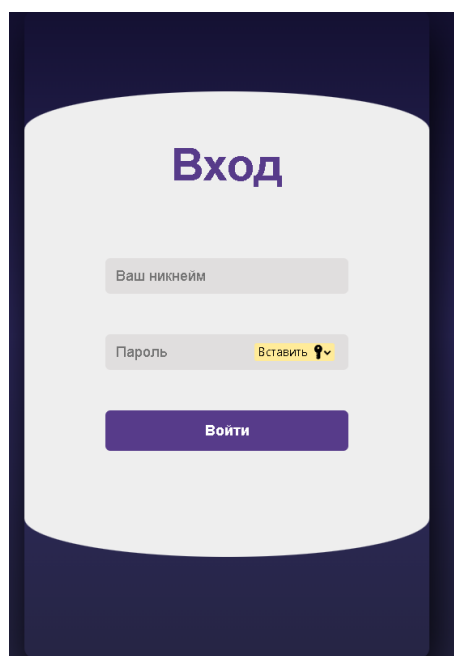 Вход
Ваш никнейм
Пароль
Вставить
Войти